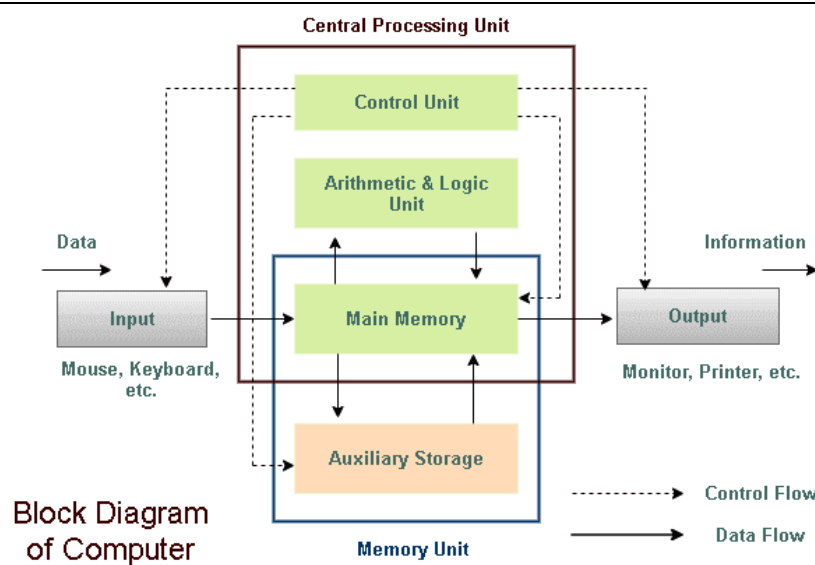 Central Processing Unit
Control Unit
Arithmetic & Logic
Unit
Data
Information
Input
Main Memory
Output
Mouse, Keyboard,
etc.
Monitor, Printer, etc.
Auxiliary Storage
Control Flow
Block Diagram
of Computer
Data Flow
Memory Unit